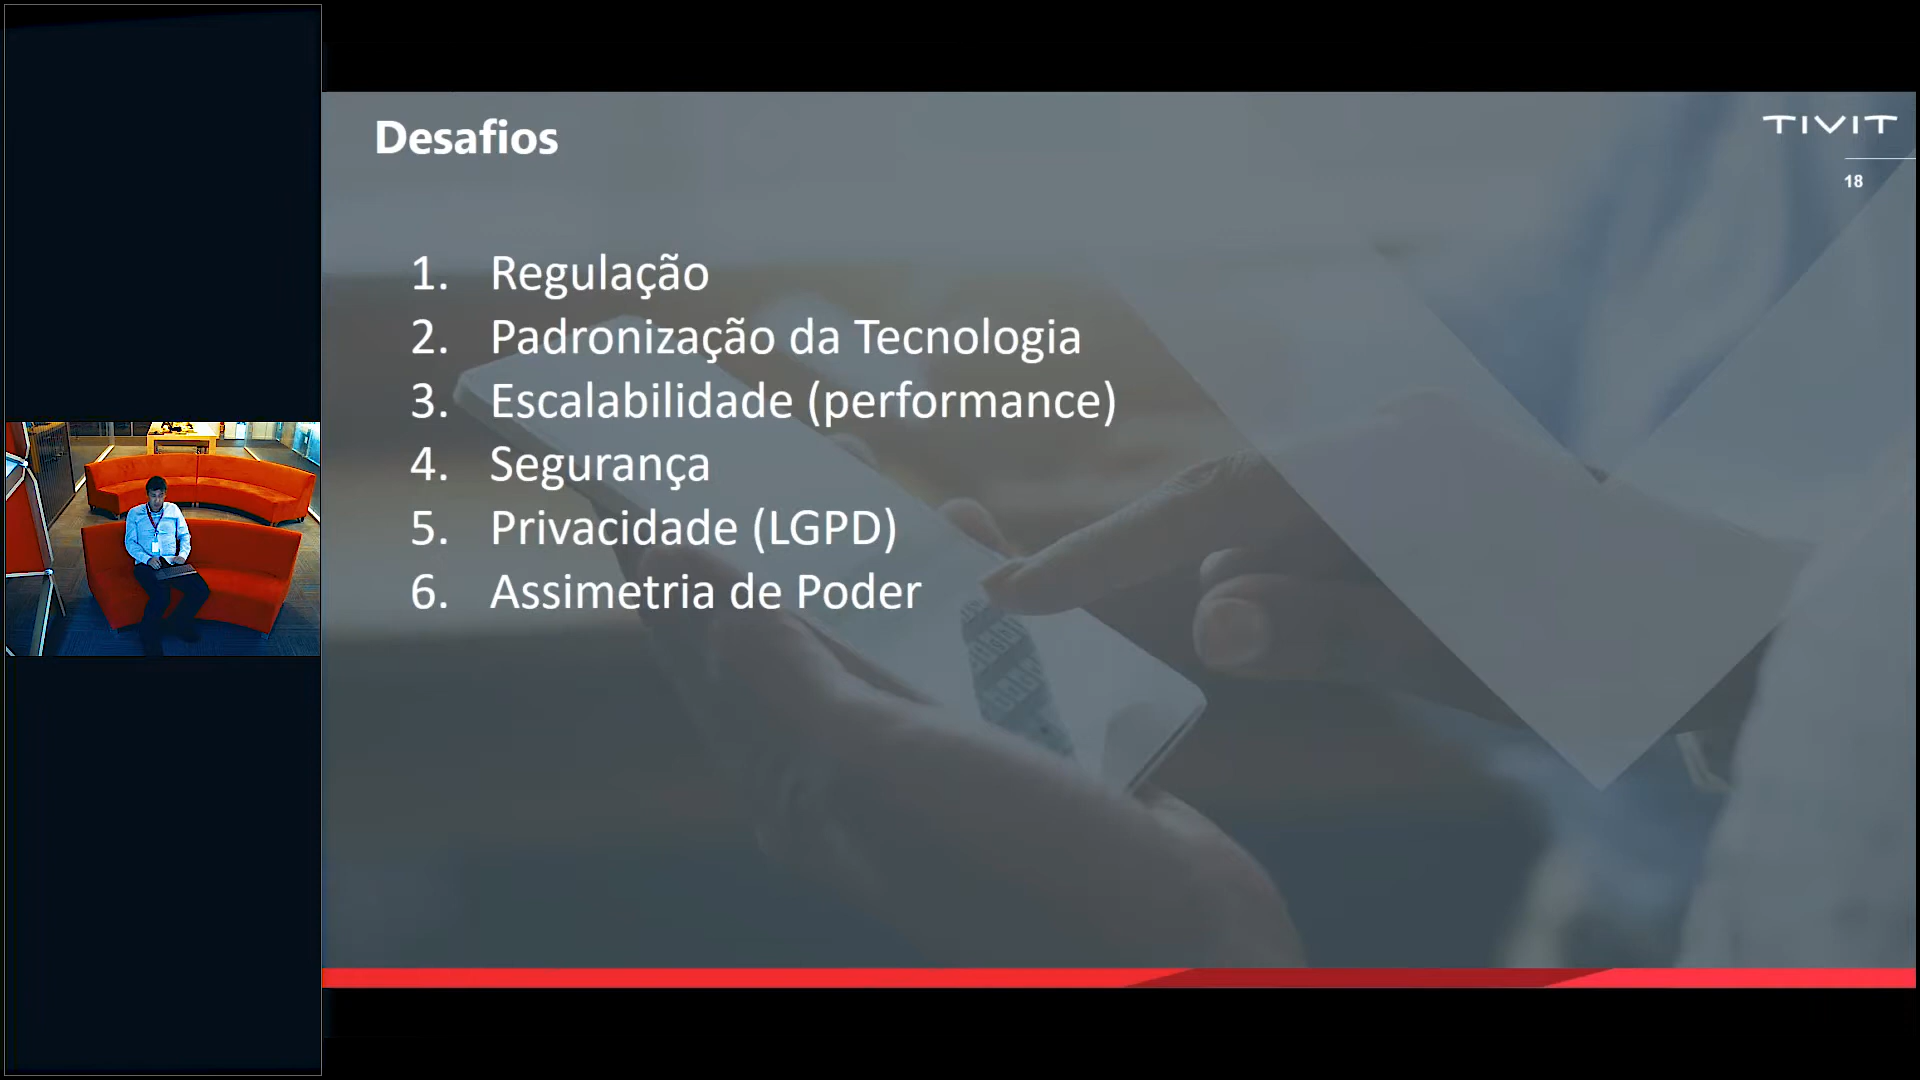 Desafios
TIVIT
18
1. Regulação
2. Padronização da Tecnologia
3. Escalabilidade (performance)
4. Segurança
5. Privacidade (LGPD)
6. Assimetria de Poder